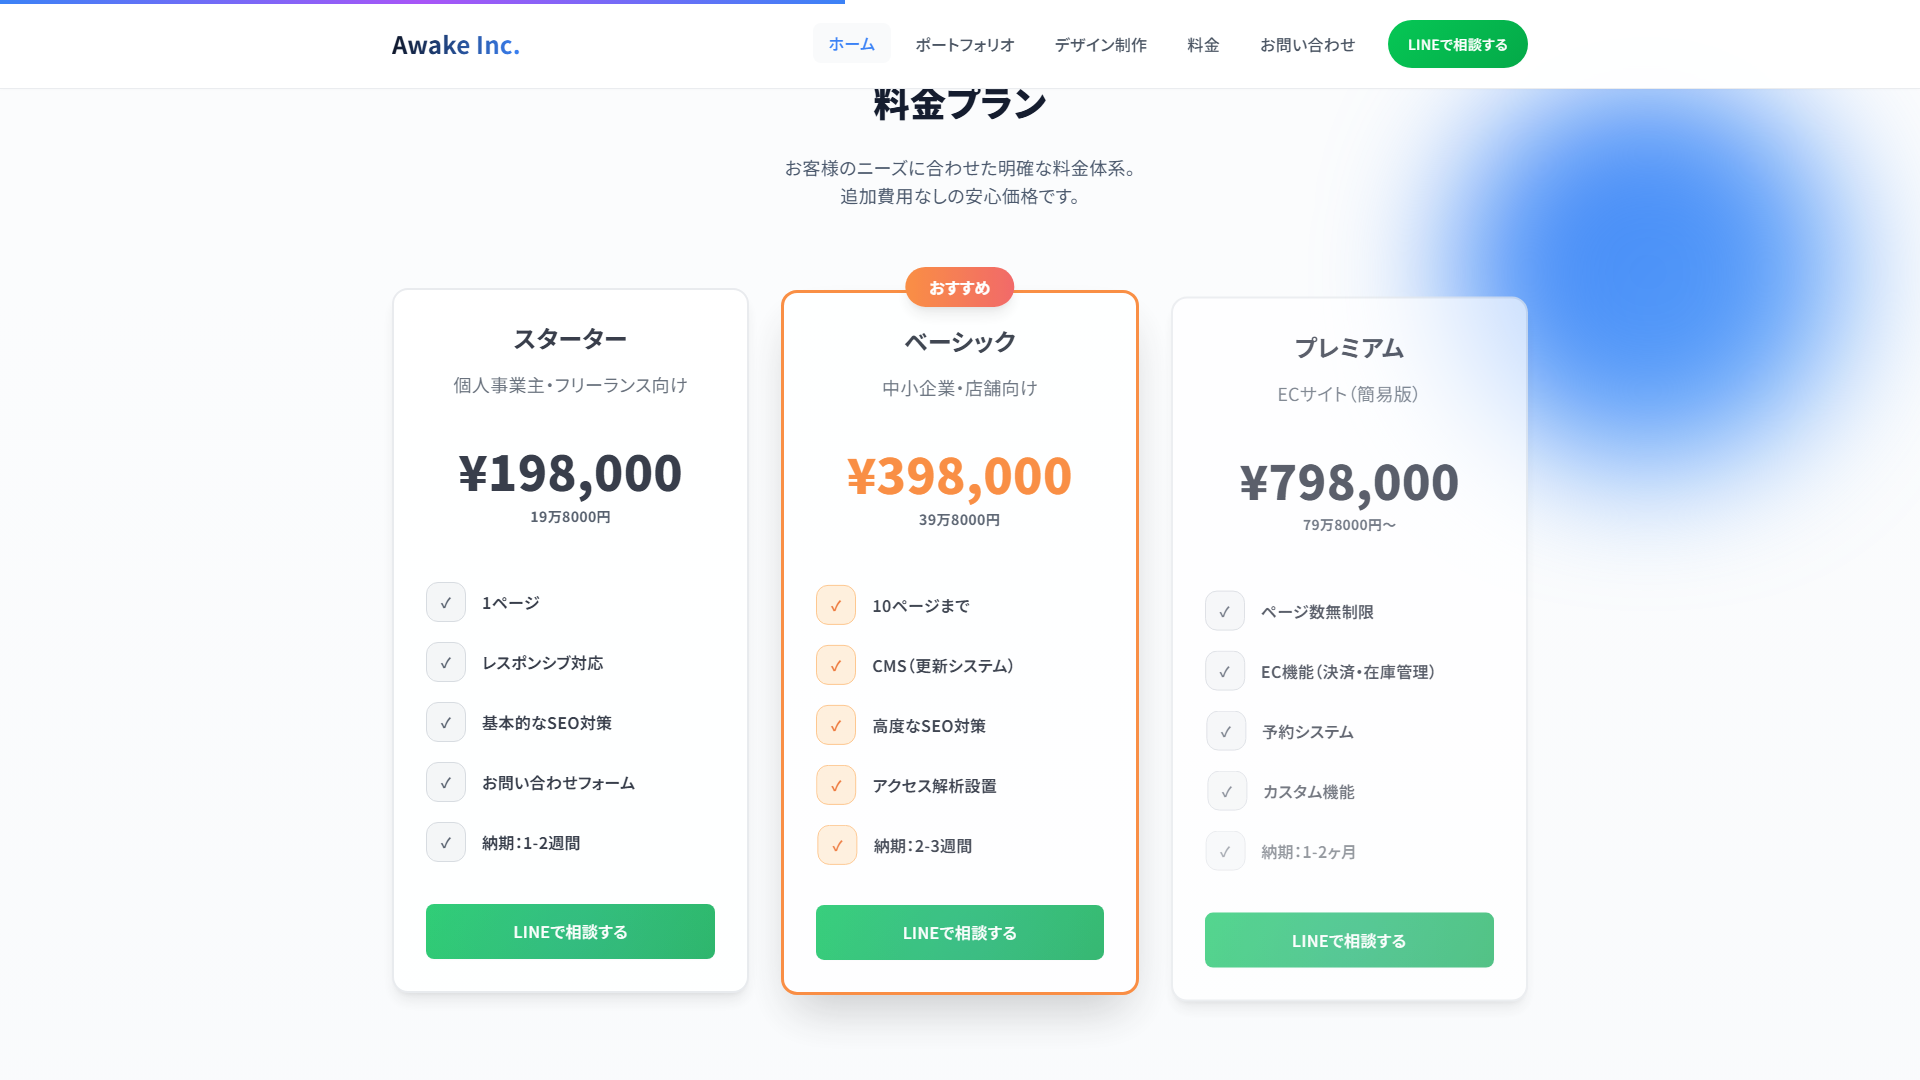 Awake Inc.
ホーム
ポートフォリオ
デザイン制作
料金
お問い合わせ
LINEで相談する
料金プラン
お客様のニーズに合わせた明確な料金体系。
追加費用なしの安心価格です。
スターター
個人事業主・フリーランス向け
¥198,000
19万8000円
✓ 1ページ
✓ レスポンシブ対応
✓ 基本的なSEO対策
✓ お問い合わせフォーム
✓ 納期：1-2週間
LINEで相談する
おすすめ
ベーシック
中小企業・店舗向け
¥398,000
39万8000円
✓ 10ページまで
✓ CMS（更新システム）
✓ 高度なSEO対策
✓ アクセス解析設置
✓ 納期：2-3週間
LINEで相談する
プレミアム
ECサイト（簡易版）
¥798,000
79万8000円〜
✓ ページ数無制限
✓ EC機能（決済・在庫管理）
✓ 予約システム
✓ カスタム機能
✓ 納期：1-2ヶ月
LINEで相談する